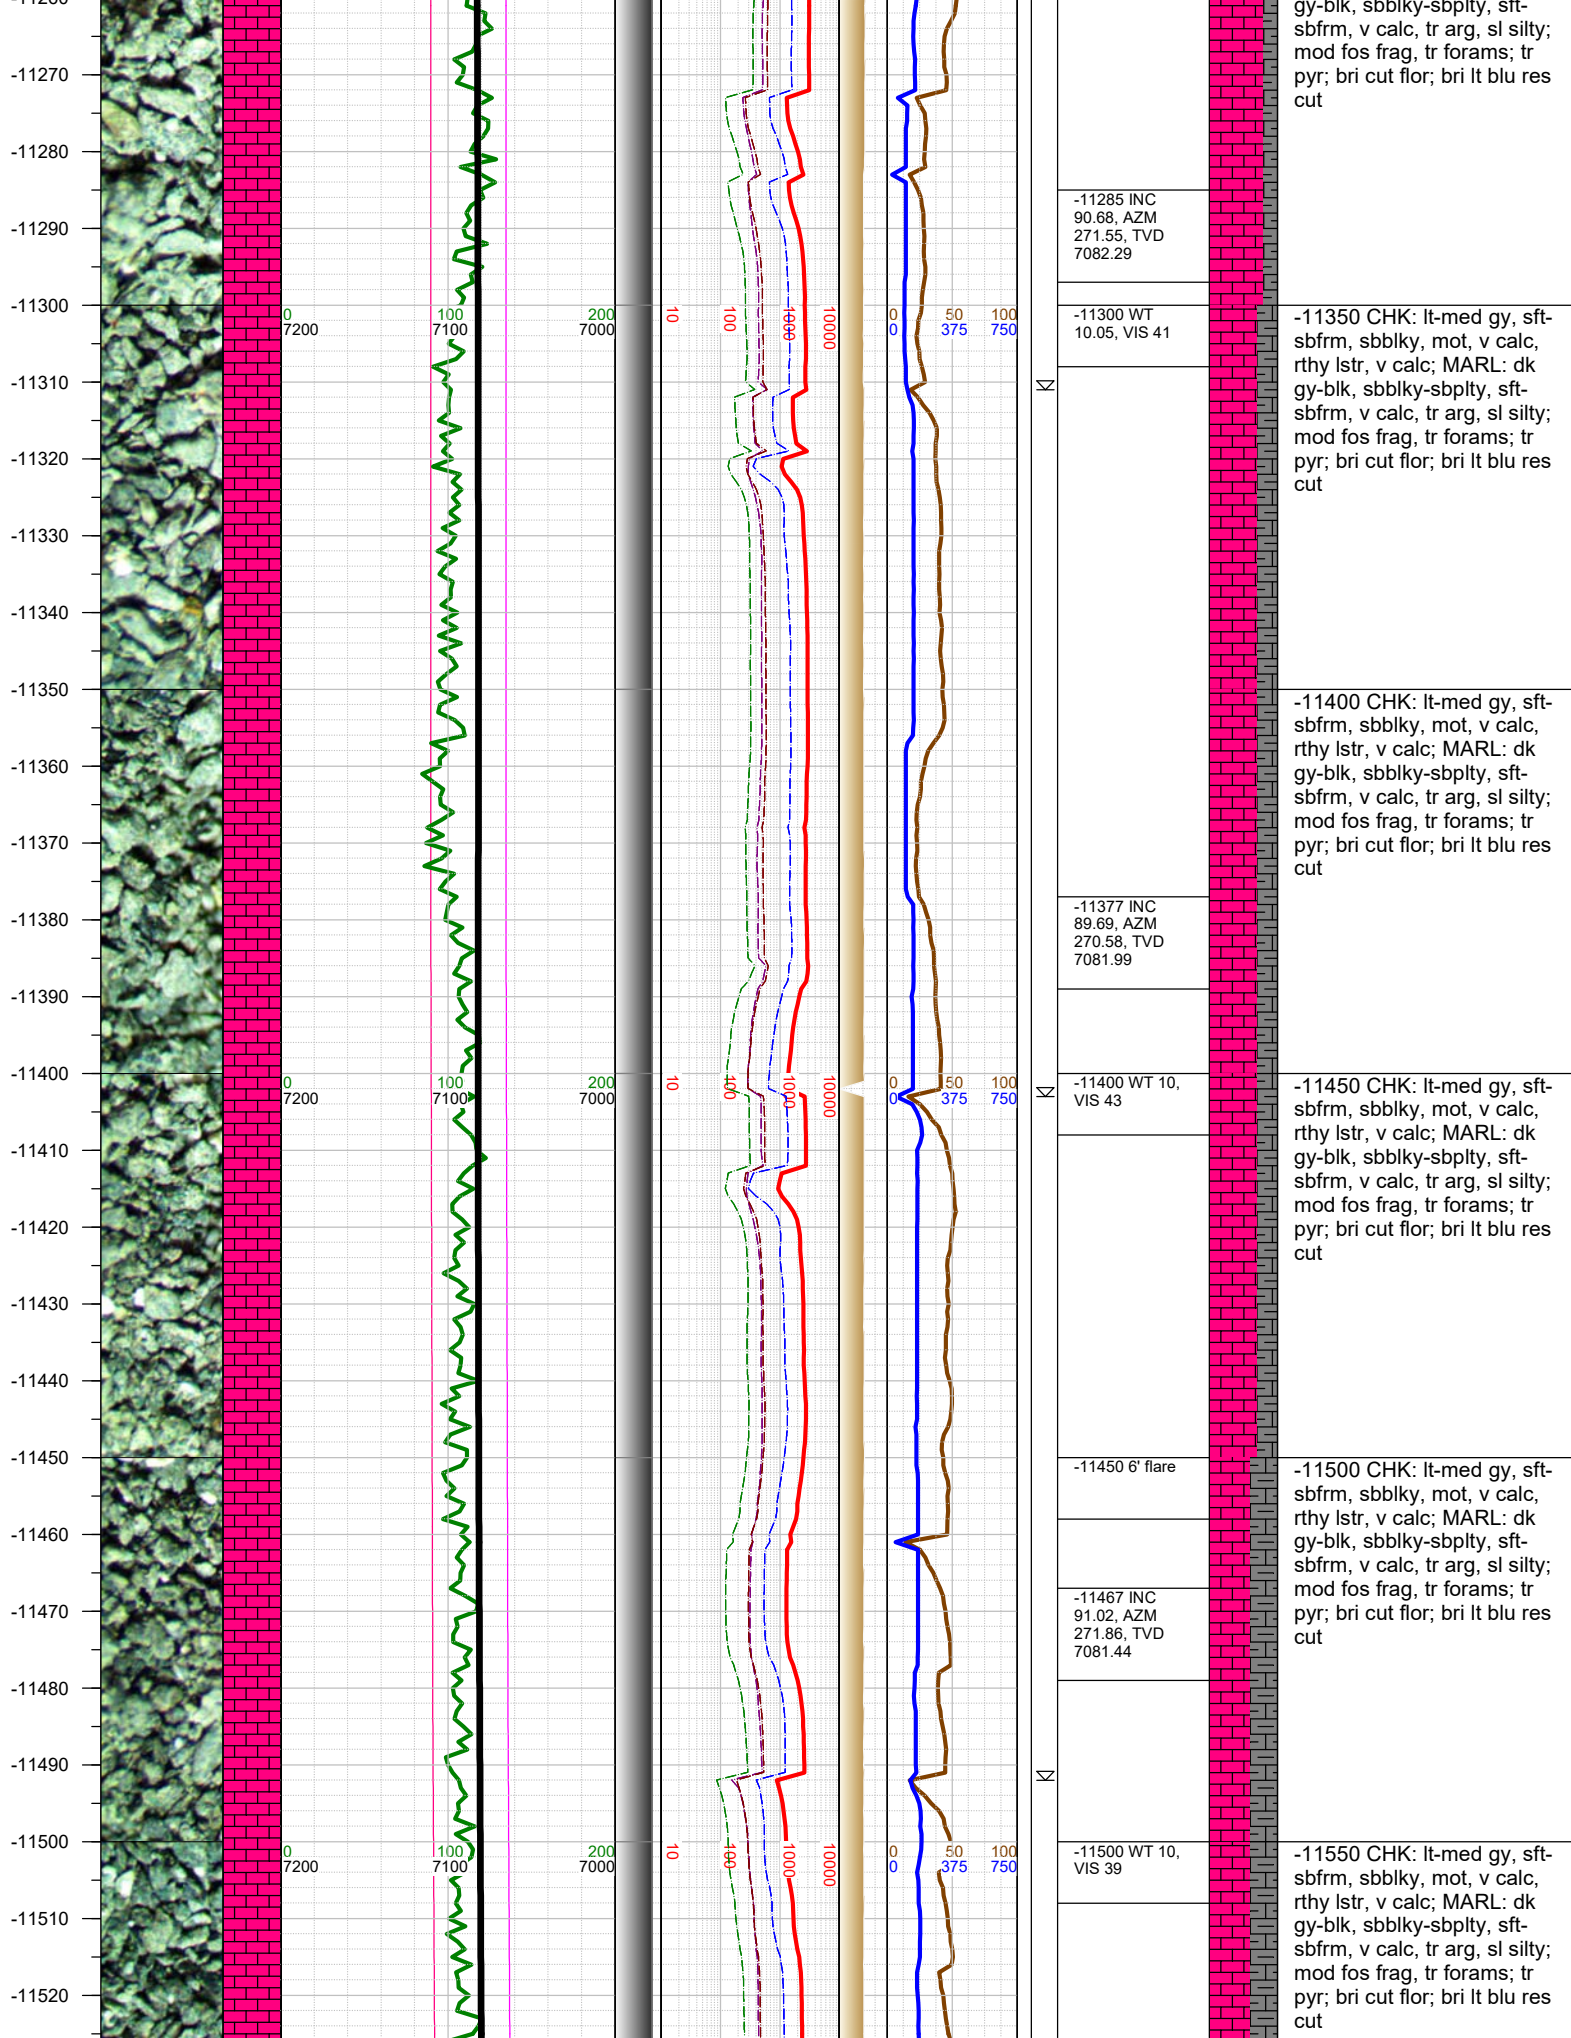 -11260
-11270
-11280
-11290
-11300
-11310
-11320
-11330
-11340
-11350
-11360
-11370
-11380
-11390
-11400
-11410
-11420
-11430
-11440
-11450
-11460
-11470
-11480
-11490
-11500
-11510
-11520
0 100 200
7200 7100 7000
10 100 1000 10000
0 50 100
0 375 750
0 100 200
7200 7100 7000
10 100 1000 10000
0 50 100
0 375 750
0 100 200
7200 7100 7000
10 100 1000 10000
0 50 100
0 375 750
-11285 INC
90.68, AZM
271.55, TVD
7082.29
-11300 WT
10.05, VIS 41
-11377 INC
89.69, AZM
270.58, TVD
7081.99
-11400 WT 10,
VIS 43
-11450 6' flare
-11467 INC
91.02, AZM
271.86, TVD
7081.44
-11500 WT 10,
VIS 39
gy-blk, sbblky-sbplty, sft-
sbfrm, v calc, tr arg, sl silty;
mod fos frag, tr forams; tr
pyr; bri cut flor; bri lt blu res
cut
-11350 CHK: lt-med gy, sft-
sbfrm, sbblky, mot, v calc,
rthy lstr, v calc; MARL: dk
gy-blk, sbblky-sbplty, sft-
sbfrm, v calc, tr arg, sl silty;
mod fos frag, tr forams; tr
pyr; bri cut flor; bri lt blu res
cut
-11400 CHK: lt-med gy, sft-
sbfrm, sbblky, mot, v calc,
rthy lstr, v calc; MARL: dk
gy-blk, sbblky-sbplty, sft-
sbfrm, v calc, tr arg, sl silty;
mod fos frag, tr forams; tr
pyr; bri cut flor; bri lt blu res
cut
-11450 CHK: lt-med gy, sft-
sbfrm, sbblky, mot, v calc,
rthy lstr, v calc; MARL: dk
gy-blk, sbblky-sbplty, sft-
sbfrm, v calc, tr arg, sl silty;
mod fos frag, tr forams; tr
pyr; bri cut flor; bri lt blu res
cut
-11500 CHK: lt-med gy, sft-
sbfrm, sbblky, mot, v calc,
rthy lstr, v calc; MARL: dk
gy-blk, sbblky-sbplty, sft-
sbfrm, v calc, tr arg, sl silty;
mod fos frag, tr forams; tr
pyr; bri cut flor; bri lt blu res
cut
-11550 CHK: lt-med gy, sft-
sbfrm, sbblky, mot, v calc,
rthy lstr, v calc; MARL: dk
gy-blk, sbblky-sbplty, sft-
sbfrm, v calc, tr arg, sl silty;
mod fos frag, tr forams; tr
pyr; bri cut flor; bri lt blu res
cut